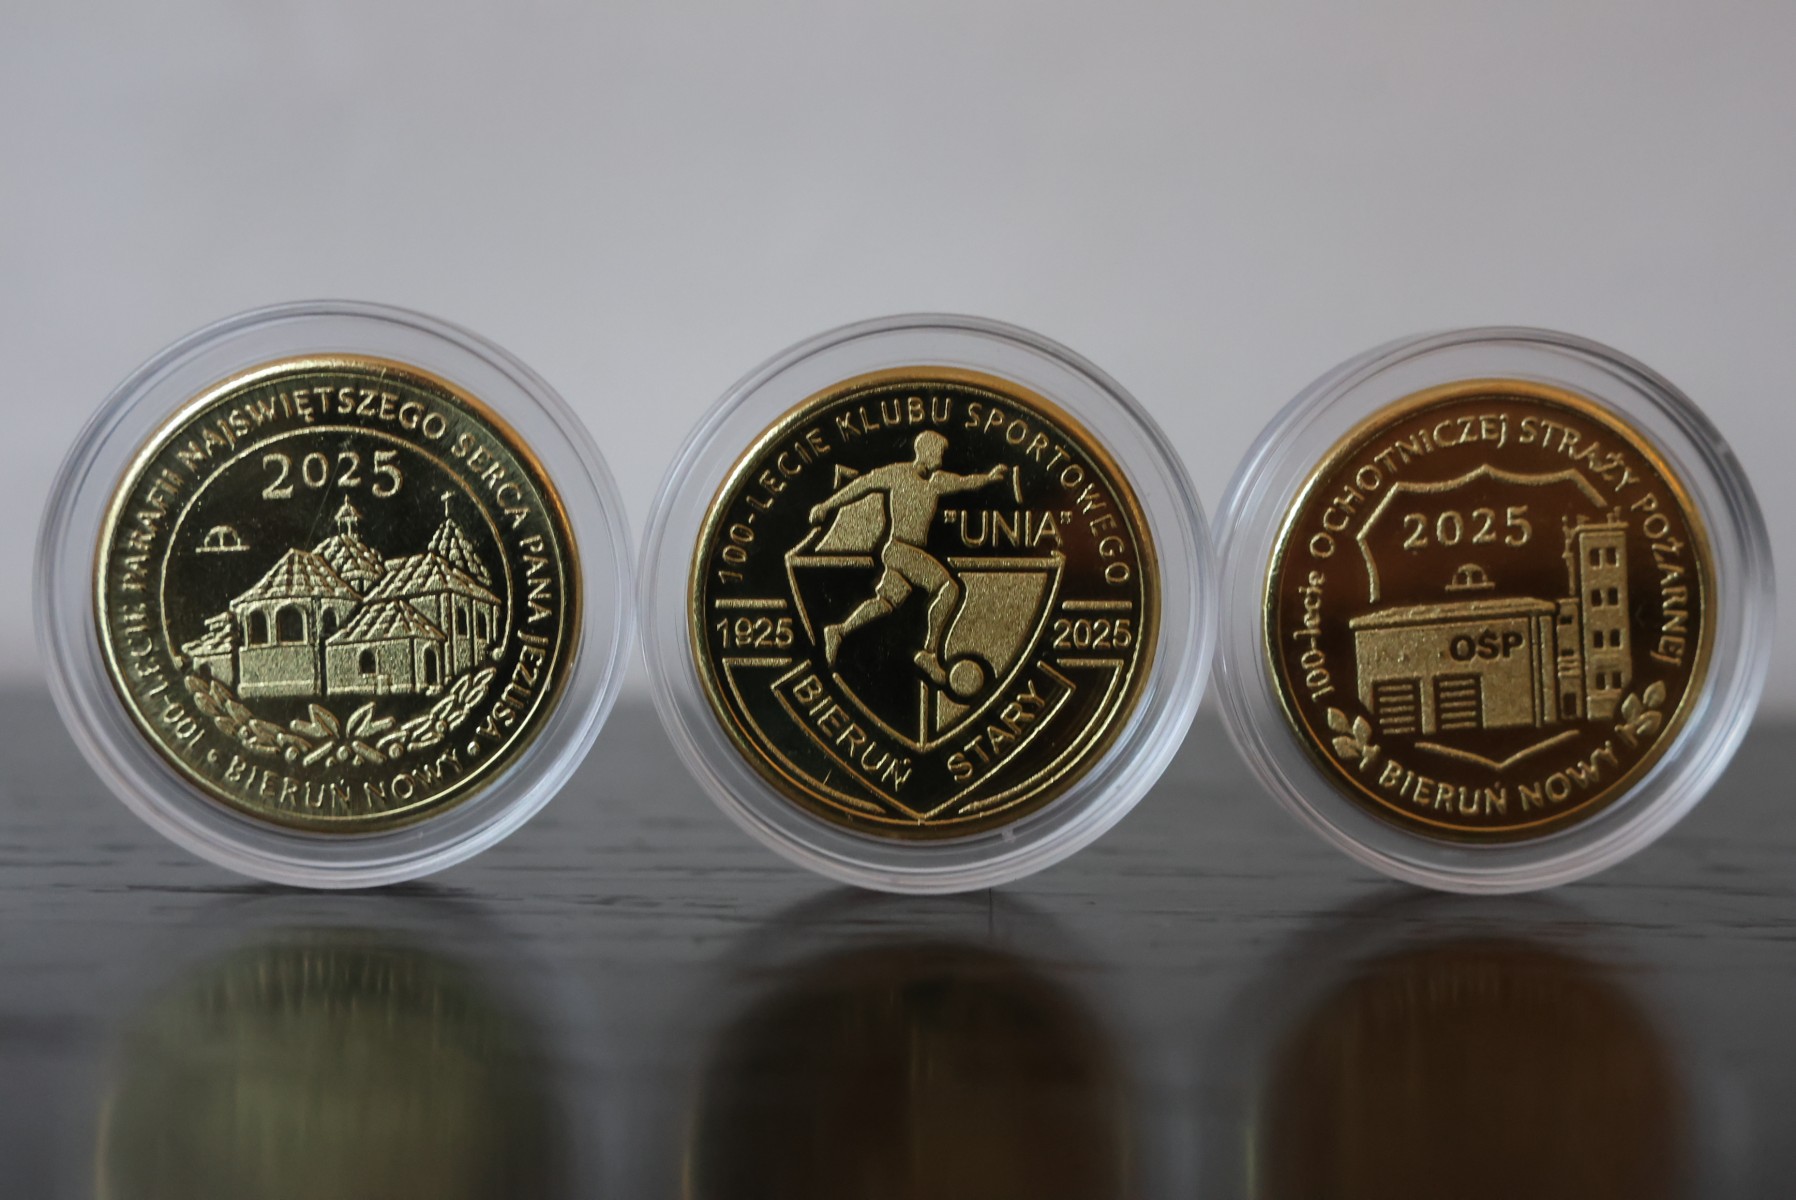 100-LECIE PARAFII NAJŚWIĘTSZEGO SERCA PANA JEZUSA
2025
• BIERUŃ NOWY •
100-LECIE KLUBU SPORTOWEGO
"UNIA"
1925
2025
BIERUŃ STARY
100-lecie OCHOTNICZEJ STRAŻY POŻARNEJ
2025
OŚP
BIERUŃ NOWY